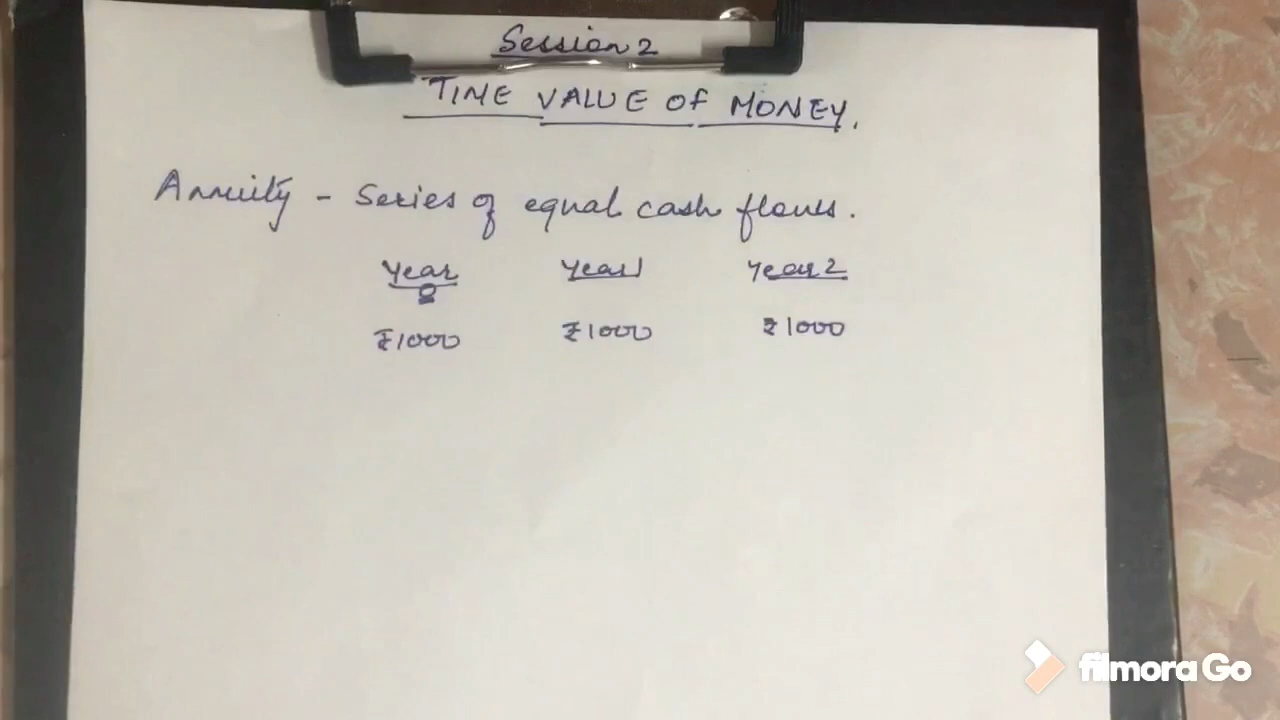 Session 2
TIME VALUE OF MONEY.
Annuity - Series of equal cash flows.
Year 0 Year 1 Year 2
₹1000 ₹1000 ₹1000
filmora Go